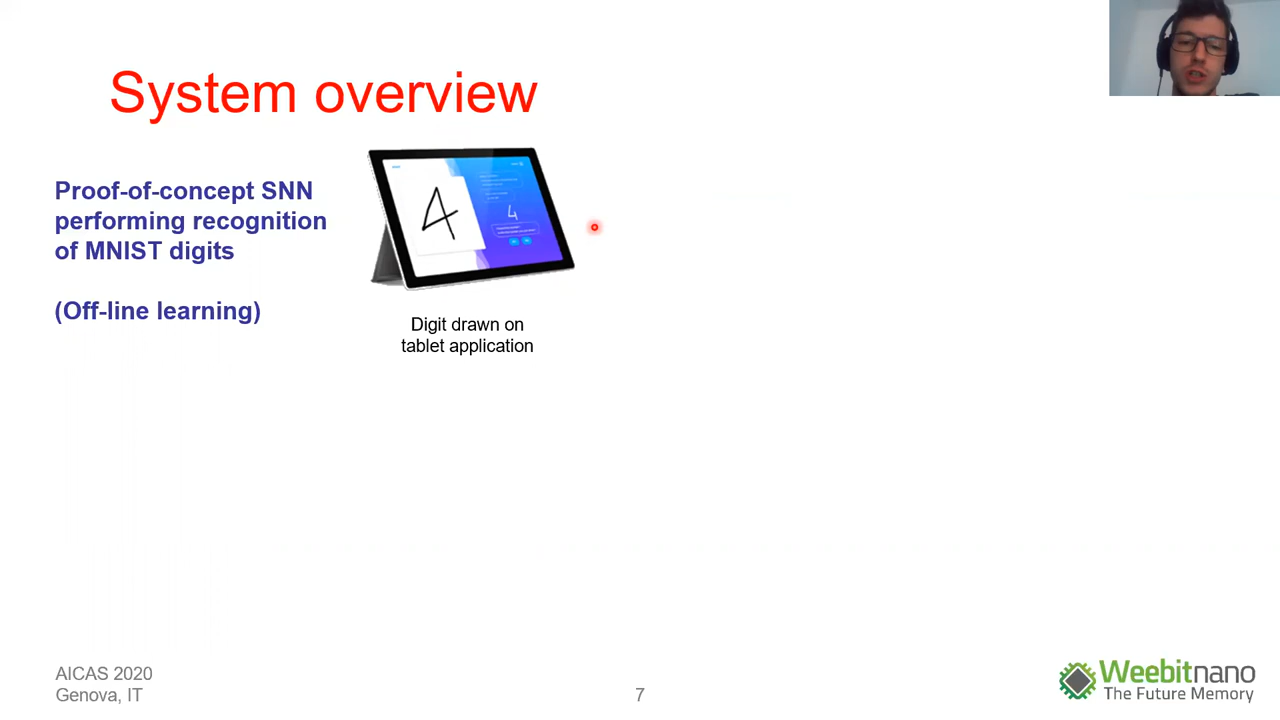 System overview
Proof-of-concept SNN
performing recognition
of MNIST digits
(Off-line learning)
4
4
Digit drawn on
tablet application
AICAS 2020
Genova, IT
7
Weebitnano
The Future Memory